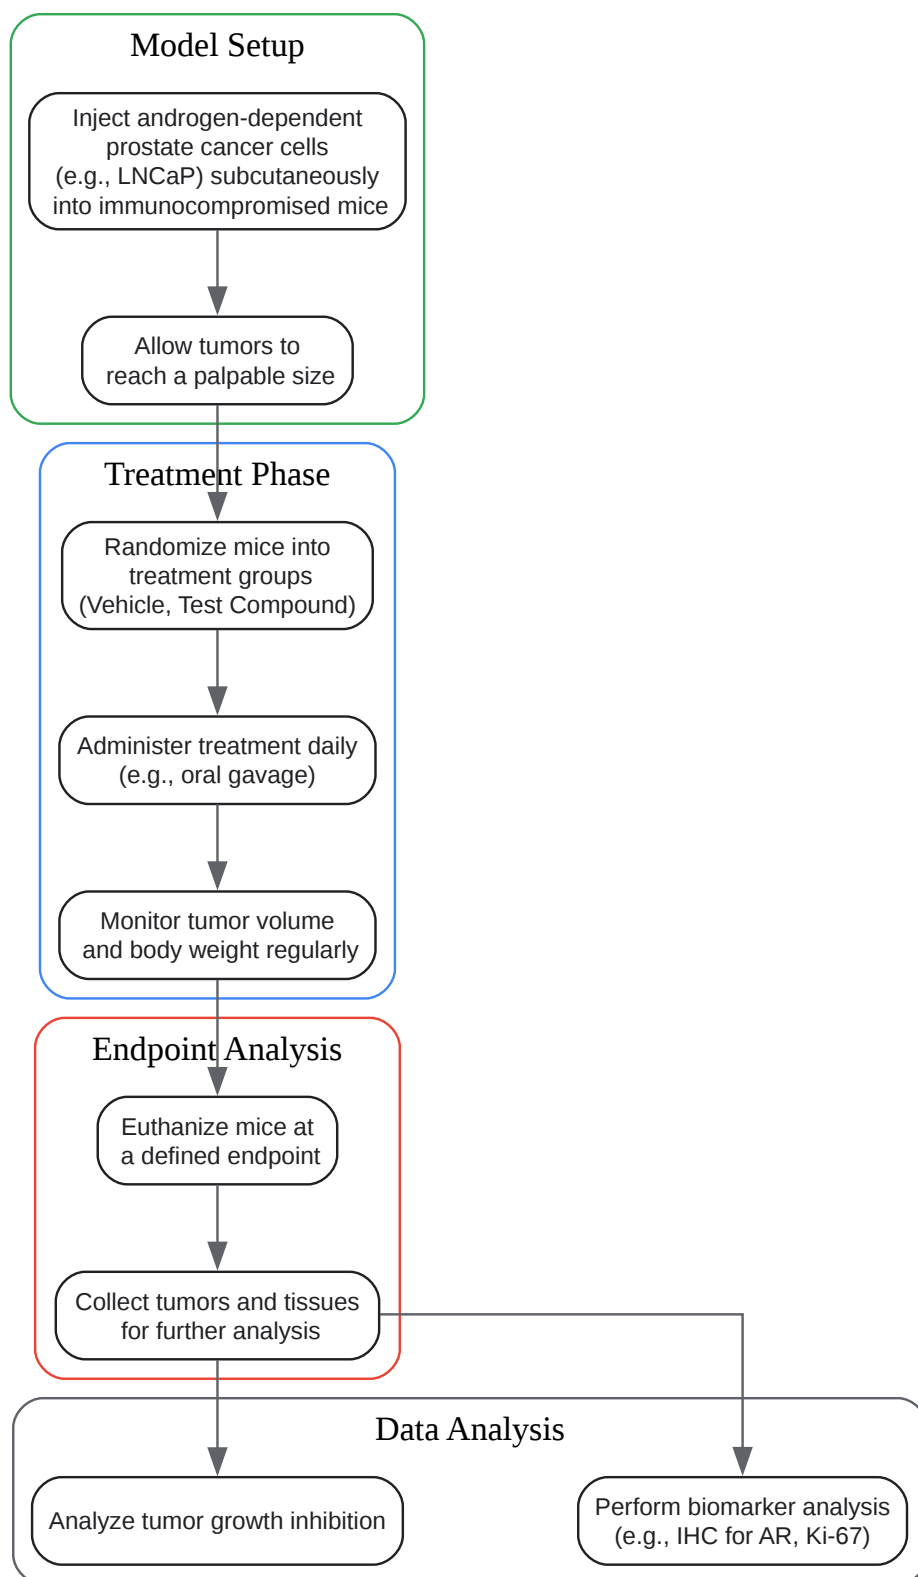 Model Setup
Inject androgen-dependent
prostate cancer cells
(e.g., LNCaP) subcutaneously
into immunocompromised mice
Allow tumors to
reach a palpable size
Treatment Phase
Randomize mice into
treatment groups
(Vehicle, Test Compound)
Administer treatment daily
(e.g., oral gavage)
Monitor tumor volume
and body weight regularly
Endpoint Analysis
Euthanize mice at
a defined endpoint
Collect tumors and tissues
for further analysis
Data Analysis
Analyze tumor growth inhibition
Perform biomarker analysis
(e.g., IHC for AR, Ki-67)